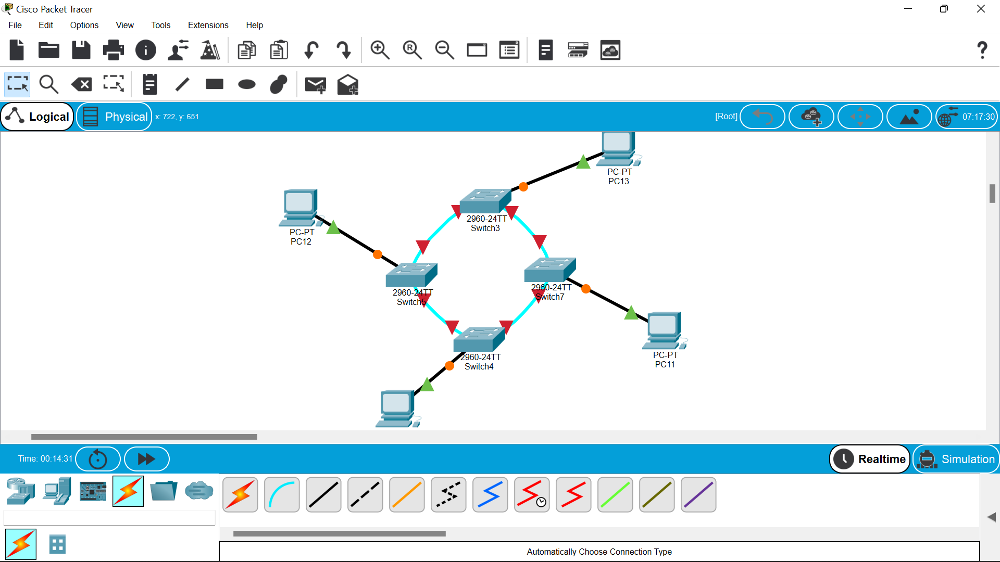 Cisco Packet Tracer
File Edit Options View Tools Extensions Help
Logical Physical x: 722, y: 651 [Root] 07:17:30
PC-PT
PC13
2960-24TT
Switch3
PC-PT
PC12
2960-24TT
Switch5
2960-24TT
Switch7
2960-24TT
Switch4
PC-PT
PC11
Time: 00:14:31 Realtime Simulation
Automatically Choose Connection Type